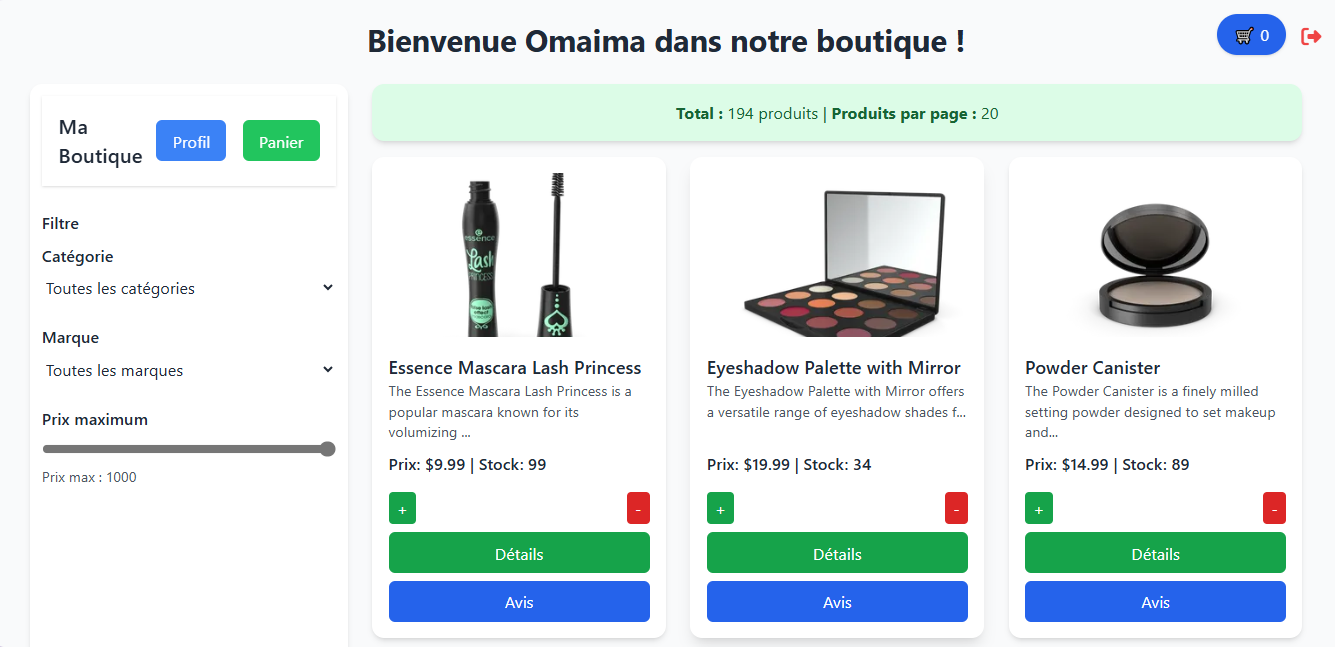 Bienvenue Omaima dans notre boutique !
0
Ma
Boutique
Profil
Panier
Filtre
Catégorie
Toutes les catégories
Marque
Toutes les marques
Prix maximum
Prix max : 1000
Total : 194 produits | Produits par page : 20
essence
Lash
PRINCESS
Essence Mascara Lash Princess
The Essence Mascara Lash Princess is a
popular mascara known for its
volumizing ...
Prix: $9.99 | Stock: 99
+
-
Détails
Avis
Eyeshadow Palette with Mirror
The Eyeshadow Palette with Mirror offers
a versatile range of eyeshadow shades f...
Prix: $19.99 | Stock: 34
+
-
Détails
Avis
Powder Canister
The Powder Canister is a finely milled
setting powder designed to set makeup
and...
Prix: $14.99 | Stock: 89
+
-
Détails
Avis